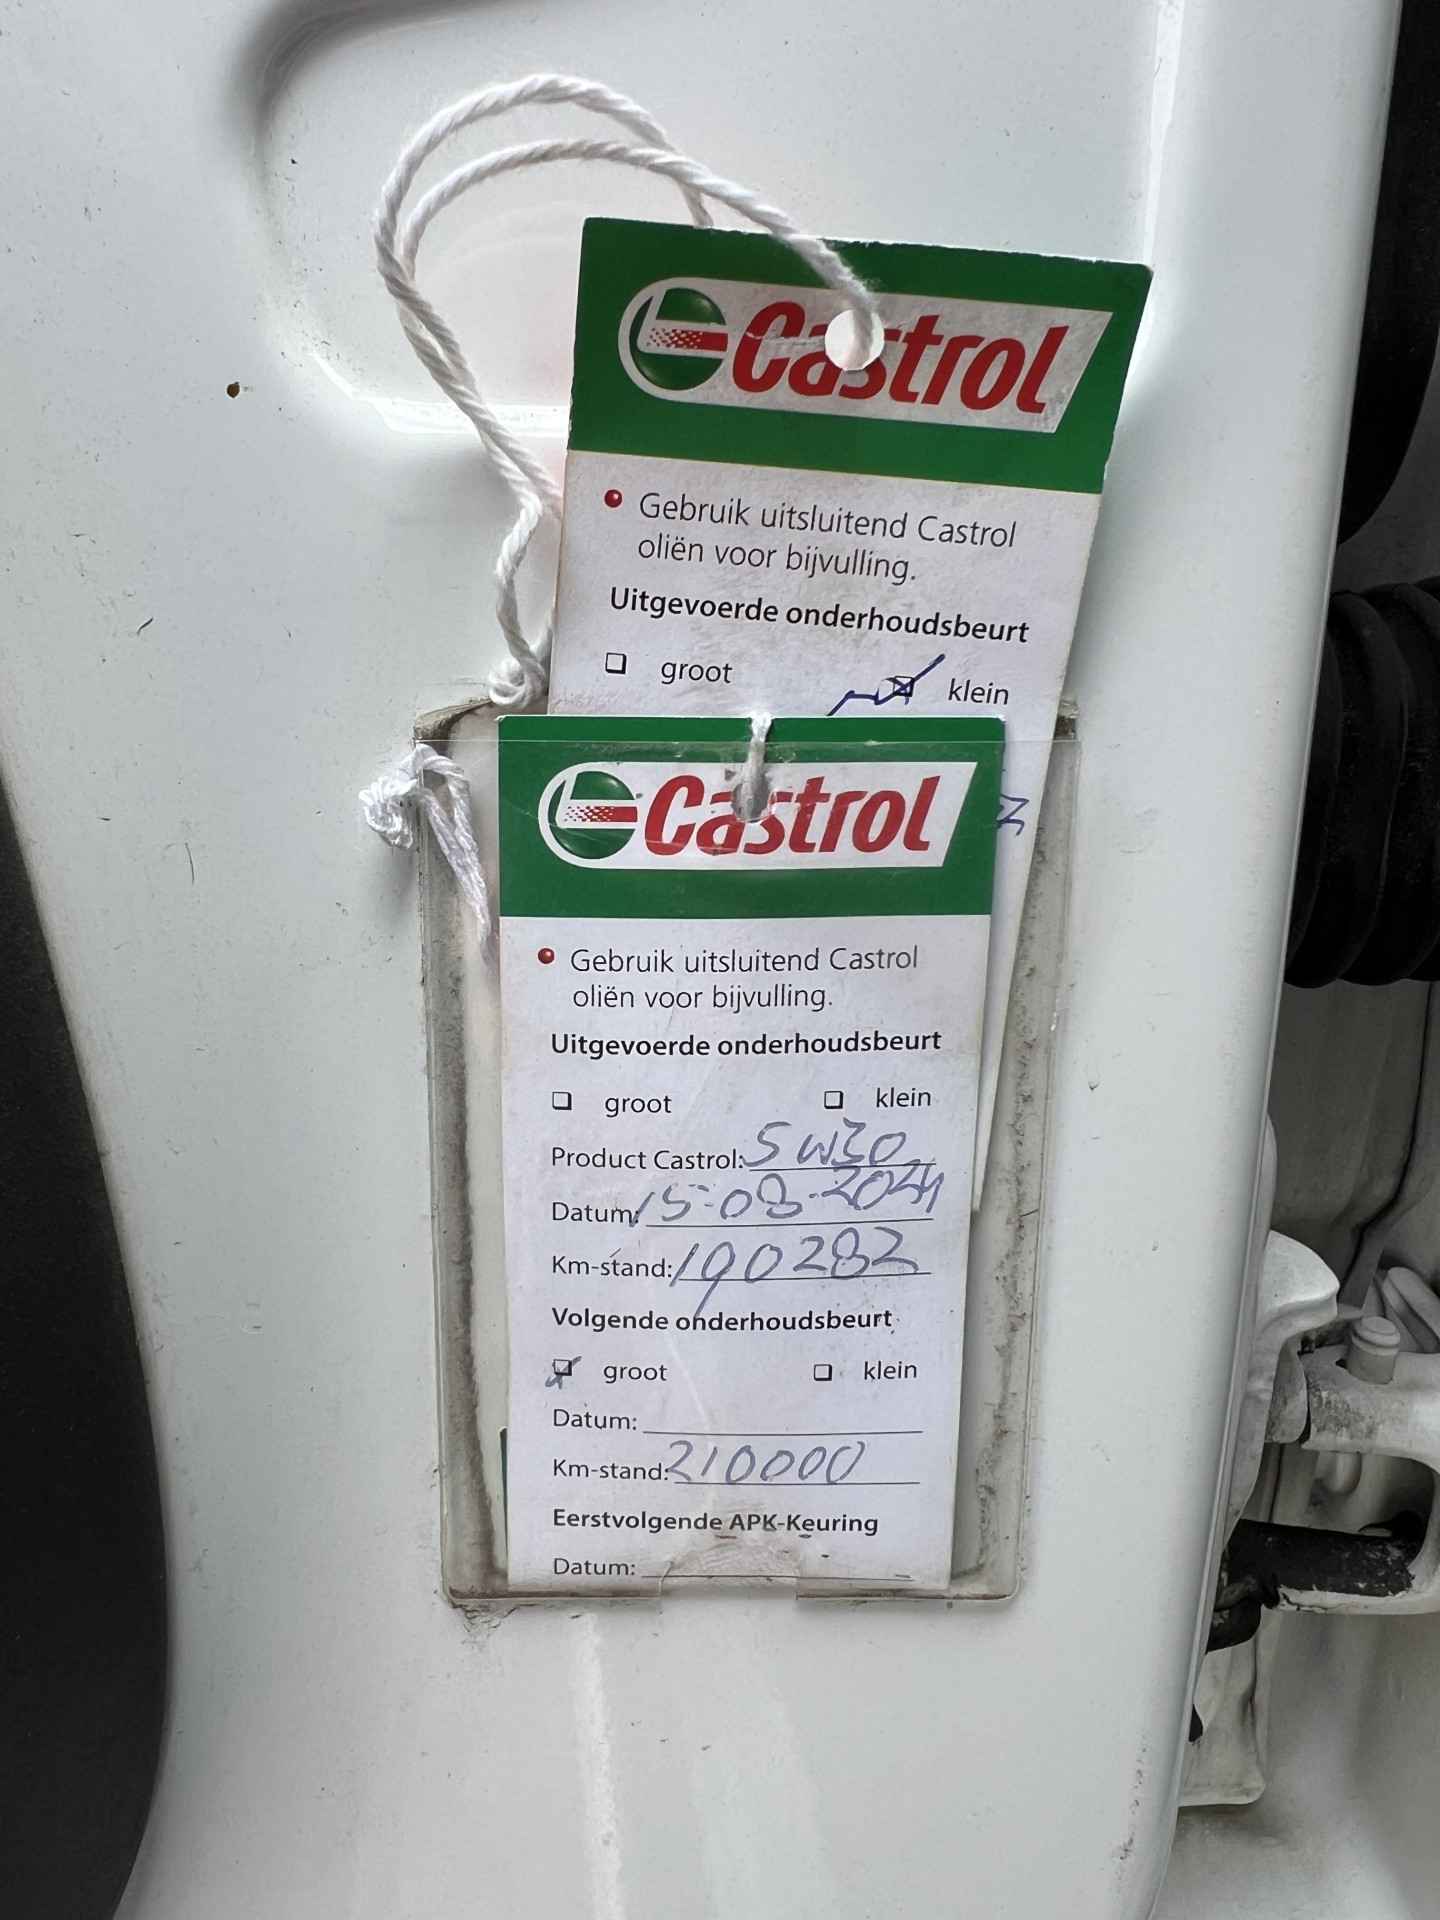 Castrol
Gebruik uitsluitend Castrol
oliën voor bijvulling.
Uitgevoerde onderhoudsbeurt
groot klein
Castrol
Gebruik uitsluitend Castrol
oliën voor bijvulling.
Uitgevoerde onderhoudsbeurt
groot klein
Product Castrol: 5W30
Datum: 15-08-2024
Km-stand: 190282
Volgende onderhoudsbeurt
groot klein
Datum:
Km-stand: 210000
Eerstvolgende APK-Keuring
Datum: